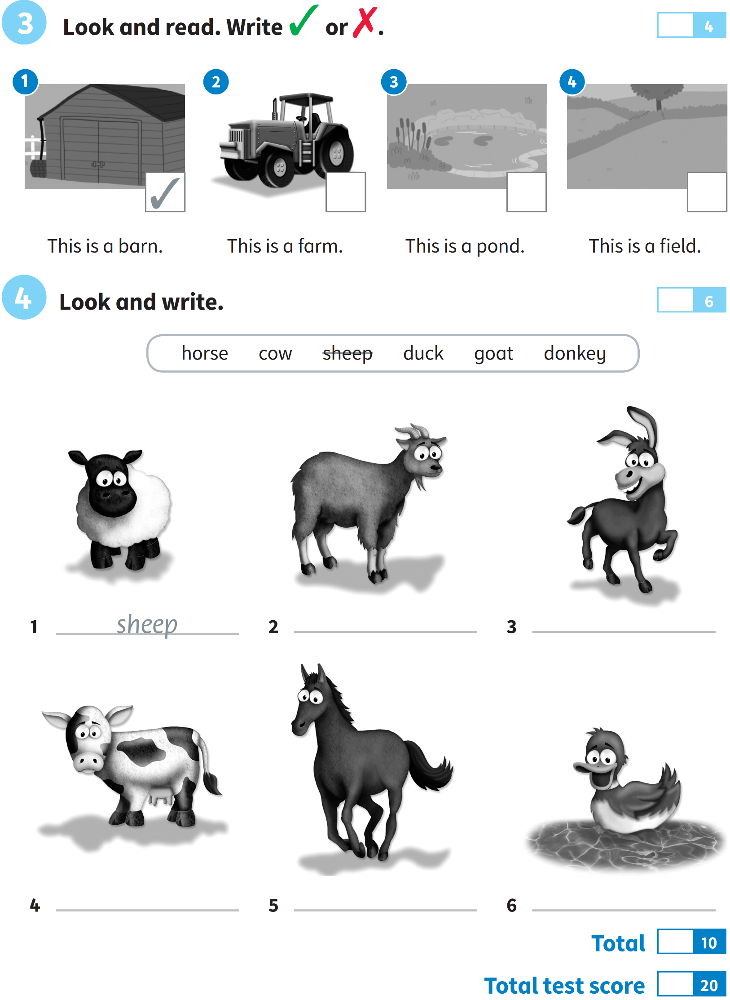 3 Look and read. Write ✓ or ✗. 4
1 2 3 4
✓
This is a barn. This is a farm. This is a pond. This is a field.
4 Look and write. 6
horse cow sheep duck goat donkey
1 sheep 2 3
4 5 6
Total 10
Total test score 20